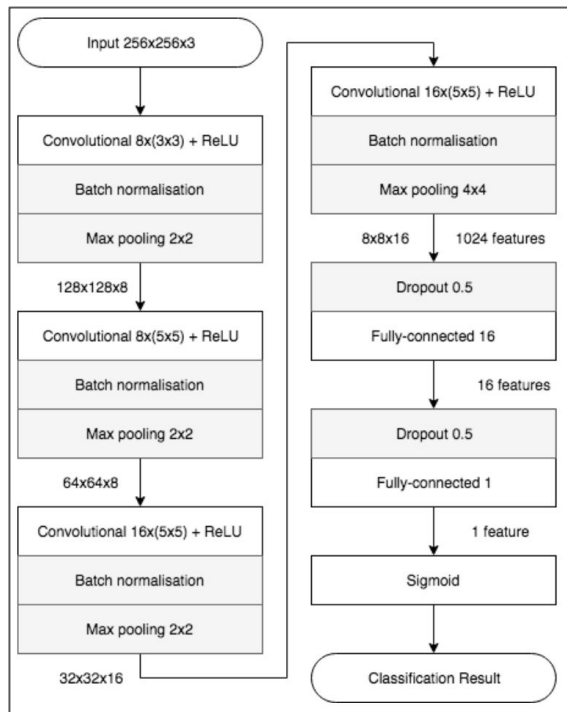 Input 256x256x3
Convolutional 8x(3x3) + ReLU
Batch normalisation
Max pooling 2x2
128x128x8
Convolutional 8x(5x5) + ReLU
Batch normalisation
Max pooling 2x2
64x64x8
Convolutional 16x(5x5) + ReLU
Batch normalisation
Max pooling 2x2
32x32x16
Convolutional 16x(5x5) + ReLU
Batch normalisation
Max pooling 4x4
8x8x16 1024 features
Dropout 0.5
Fully-connected 16
16 features
Dropout 0.5
Fully-connected 1
1 feature
Sigmoid
Classification Result